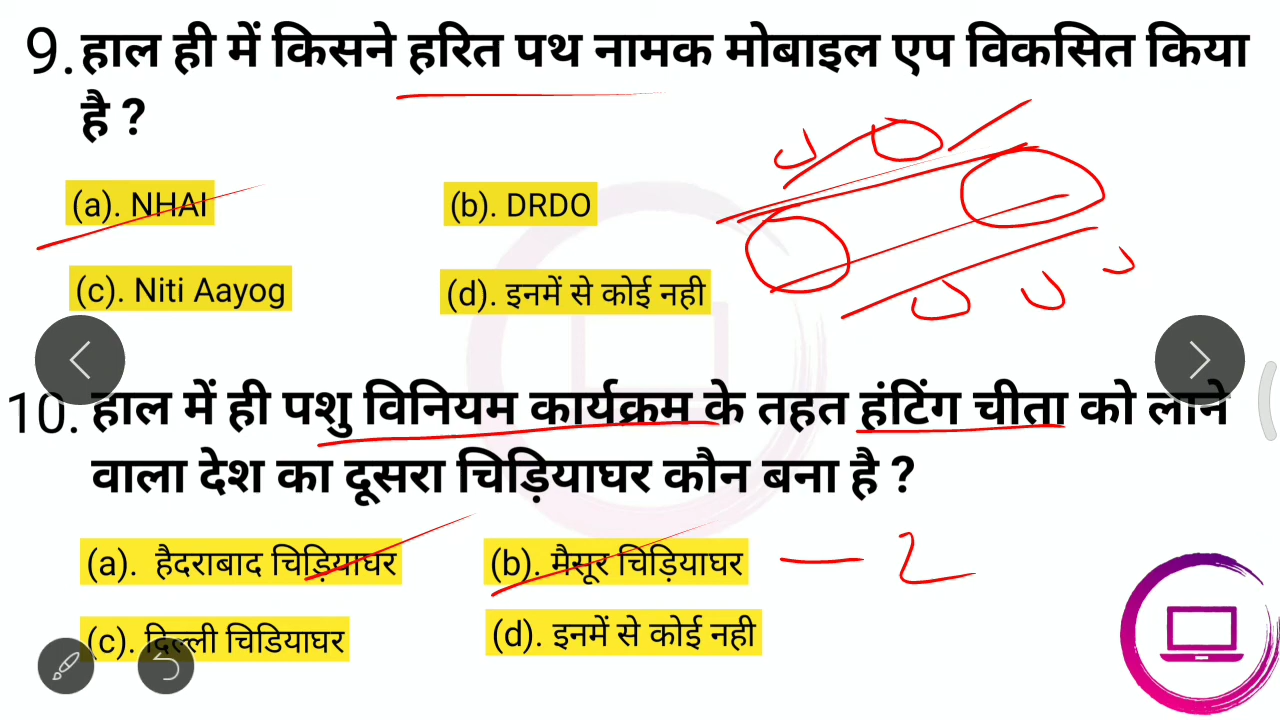 9. हाल ही में किसने हरित पथ नामक मोबाइल एप विकसित किया
है ?
(a). NHAI
(b). DRDO
(c). Niti Aayog
(d). इनमें से कोई नही
10. हाल में ही पशु विनियम कार्यक्रम के तहत हंटिंग चीता को लाने
वाला देश का दूसरा चिड़ियाघर कौन बना है ?
(a). हैदराबाद चिड़ियाघर
(b). मैसूर चिड़ियाघर — 2
(c). दिल्ली चिडियाघर
(d). इनमें से कोई नही